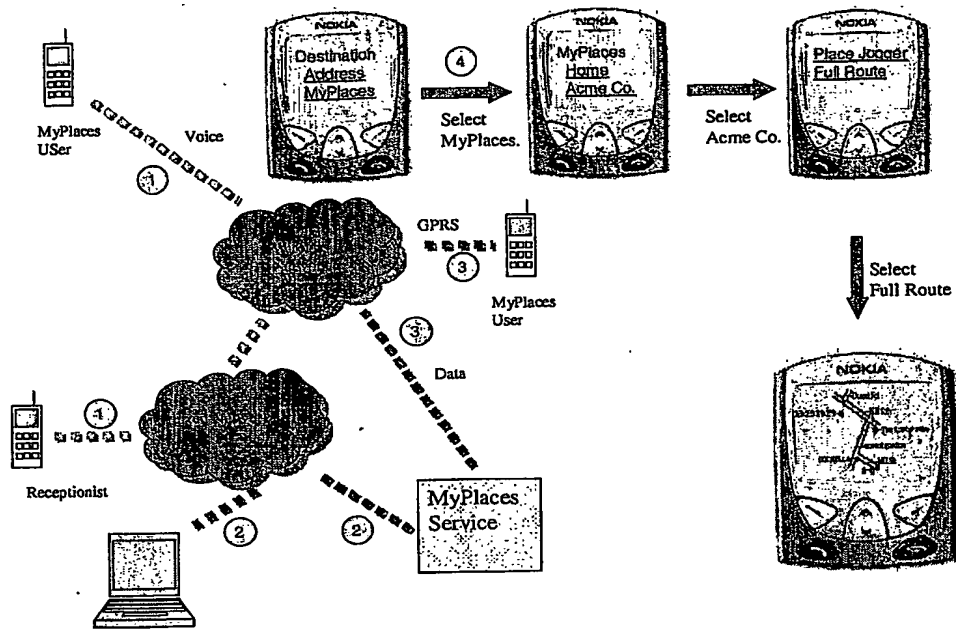 NOKIA
Destination
Address
MyPlaces
4
Select
MyPlaces.
NOKIA
MyPlaces
Home
Acme Co.
Select
Acme Co.
NOKIA
Place Jogger
Full Route
MyPlaces
USer
Voice
1
GPRS
3
MyPlaces
User
Select
Full Route
3
Data
1
Receptionist
2
2
MyPlaces
Service
NOKIA